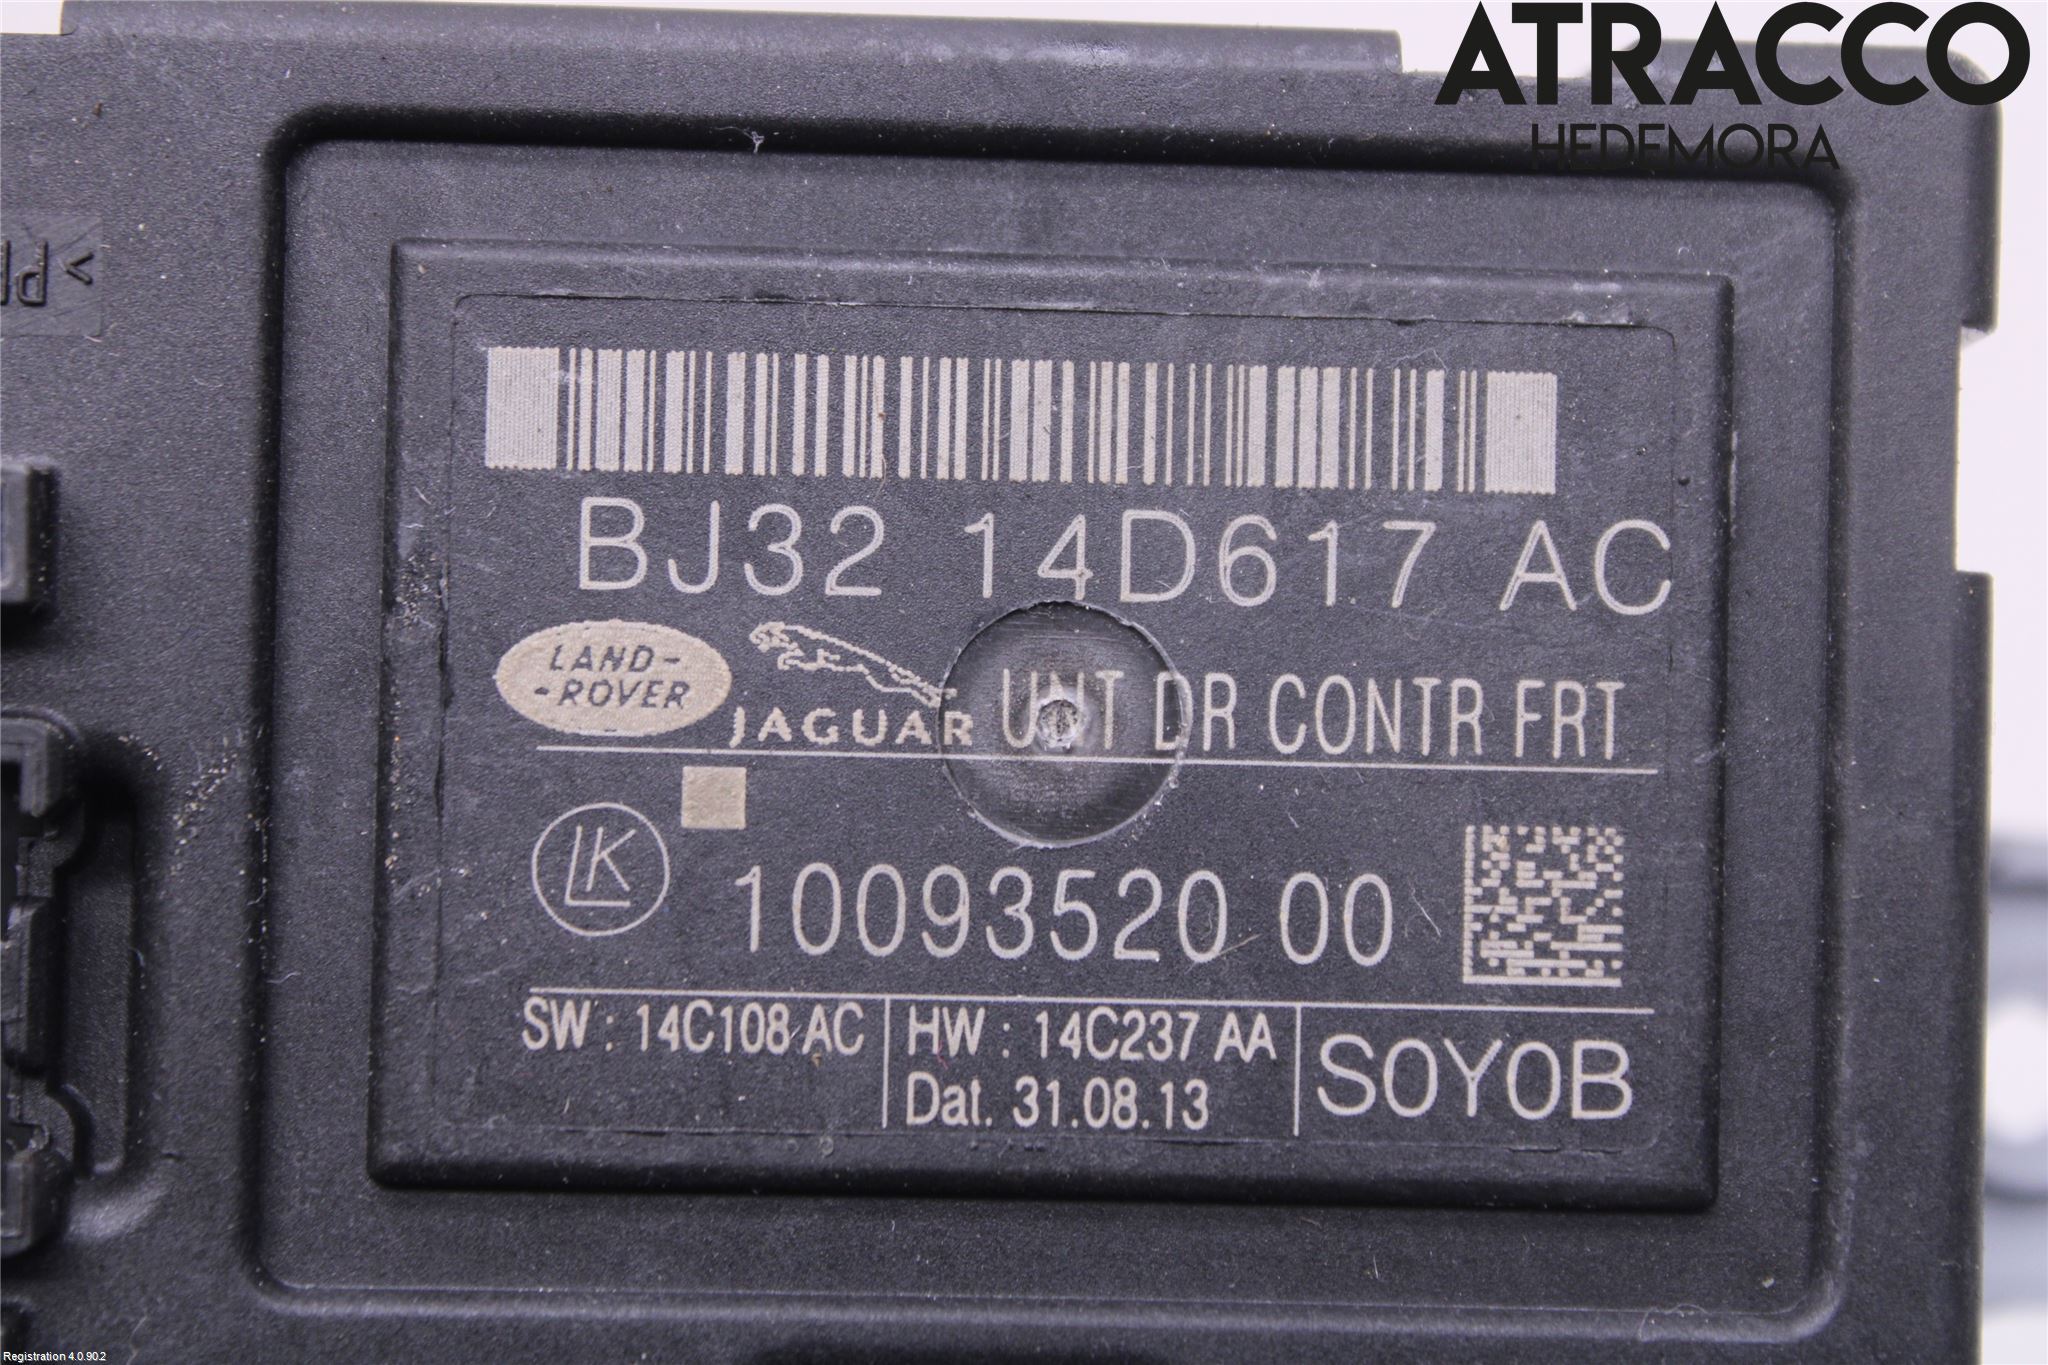 ATRACCO
HEDEMORA
BJ32 14D617 AC
LAND-
-ROVER
JAGUAR
UNT DR CONTR FRT
LK
10093520 00
SW : 14C108 AC
HW : 14C237 AA
Dat. 31.08.13
SOYOB
Registration 4.0.90.2